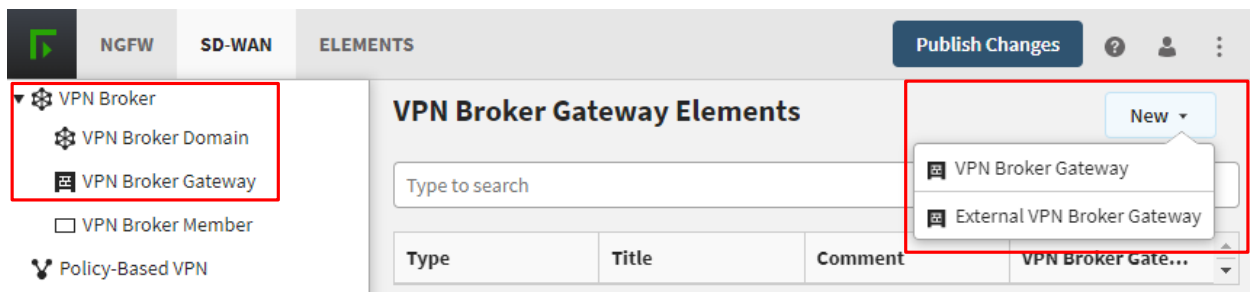 NGFW SD-WAN ELEMENTS Publish Changes
VPN Broker
VPN Broker Domain
VPN Broker Gateway
VPN Broker Member
Policy-Based VPN
VPN Broker Gateway Elements
New
VPN Broker Gateway
External VPN Broker Gateway
Type to search
Type Title Comment VPN Broker Gate...